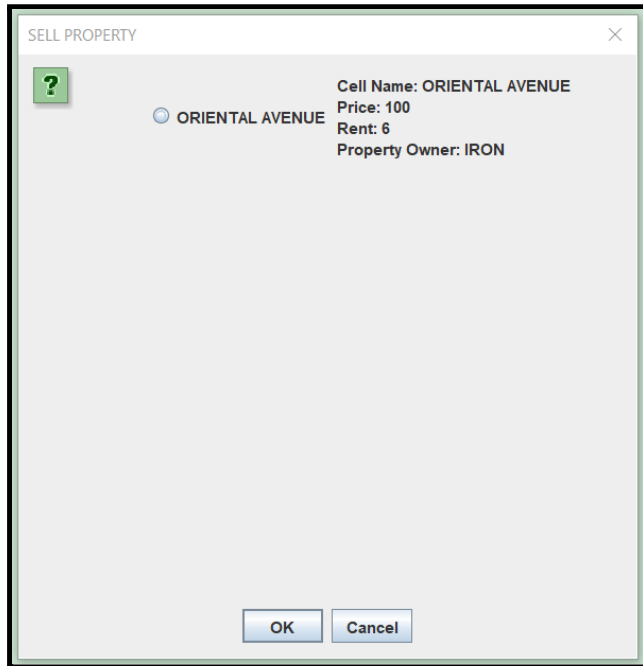 SELL PROPERTY
?
ORIENTAL AVENUE
Cell Name: ORIENTAL AVENUE
Price: 100
Rent: 6
Property Owner: IRON
OK
Cancel